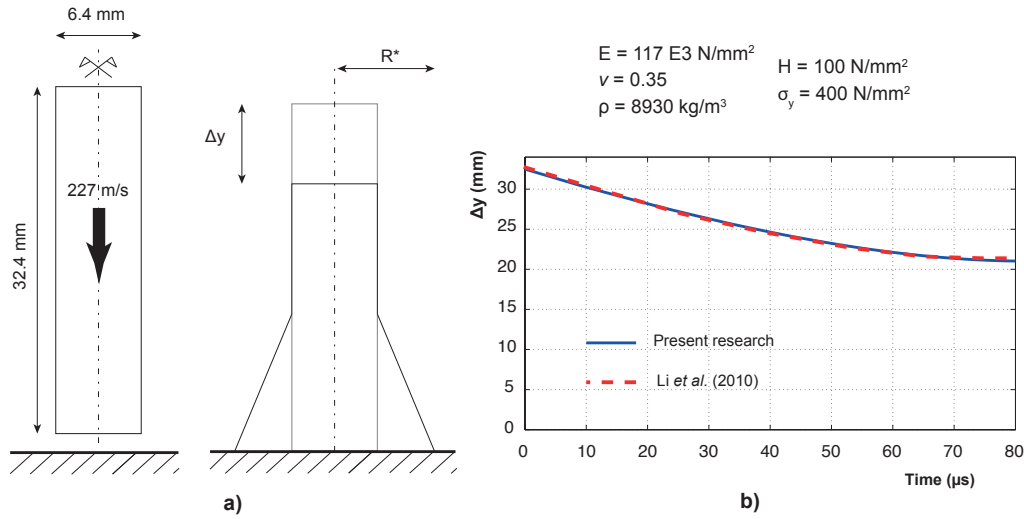 6.4 mm
32.4 mm
227 m/s
R*
Δy
a)
E = 117 E3 N/mm²
ν = 0.35
ρ = 8930 kg/m³
H = 100 N/mm²
σy = 400 N/mm²
Δy (mm)
30
25
20
15
10
5
0
Present research
Li et al. (2010)
0 10 20 30 40 50 60 70 80
Time (µs)
b)